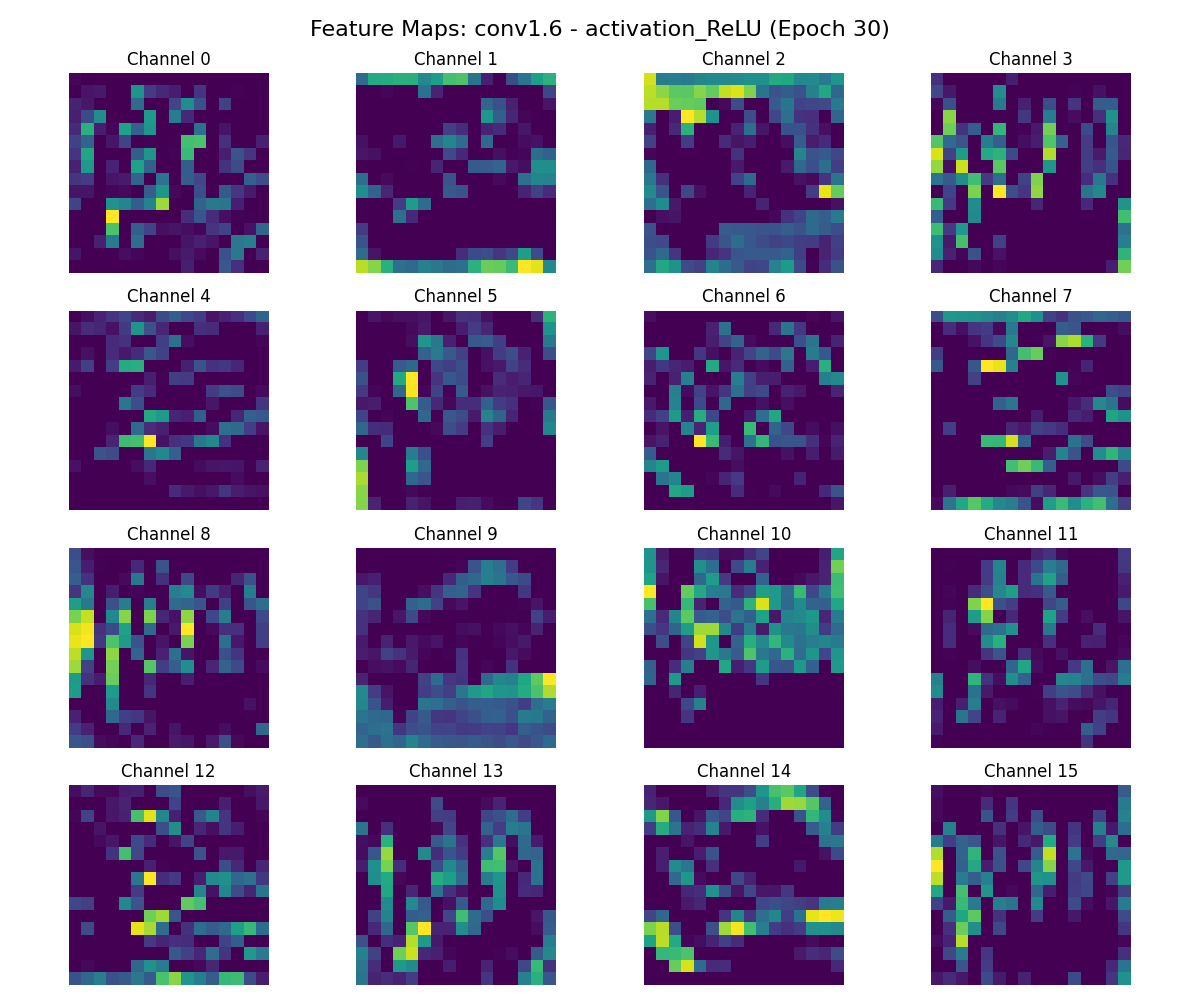 Feature Maps: conv1.6 - activation_ReLU (Epoch 30)
Channel 0
Channel 1
Channel 2
Channel 3
Channel 4
Channel 5
Channel 6
Channel 7
Channel 8
Channel 9
Channel 10
Channel 11
Channel 12
Channel 13
Channel 14
Channel 15